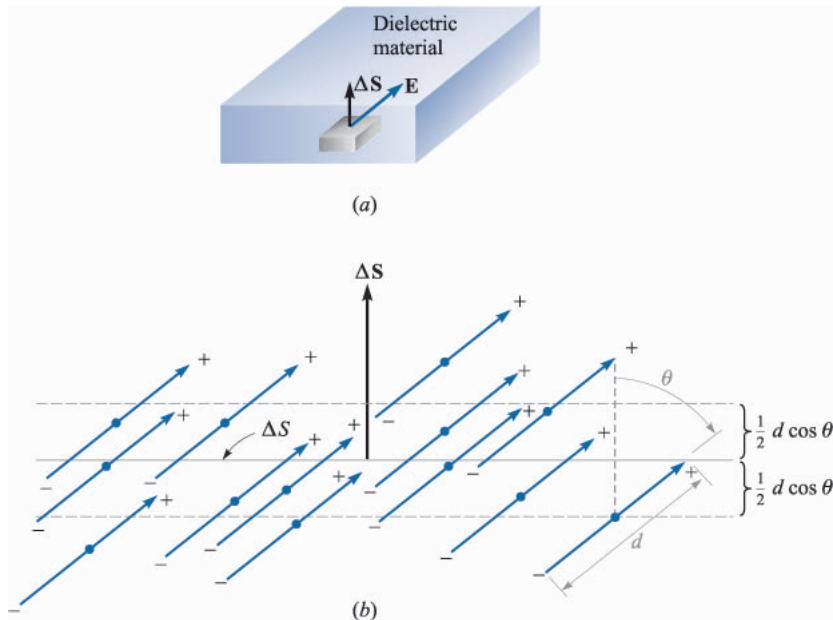 Dielectric
material
ΔS
E
(a)
ΔS
+
+
+
+
θ
+
+
+
½ d cos θ
ΔS
+
+
+
+
+
+
½ d cos θ
−
−
−
−
−
−
−
−
−
−
−
−
−
d
(b)